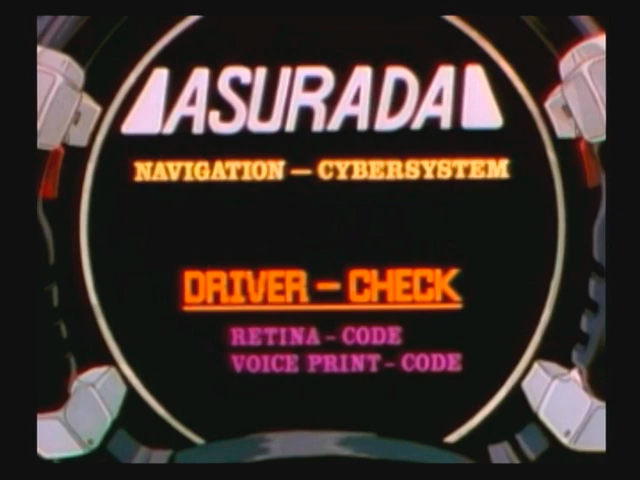 ASURADA
NAVIGATION — CYBERSYSTEM
DRIVER — CHECK
RETINA - CODE
VOICE PRINT - CODE